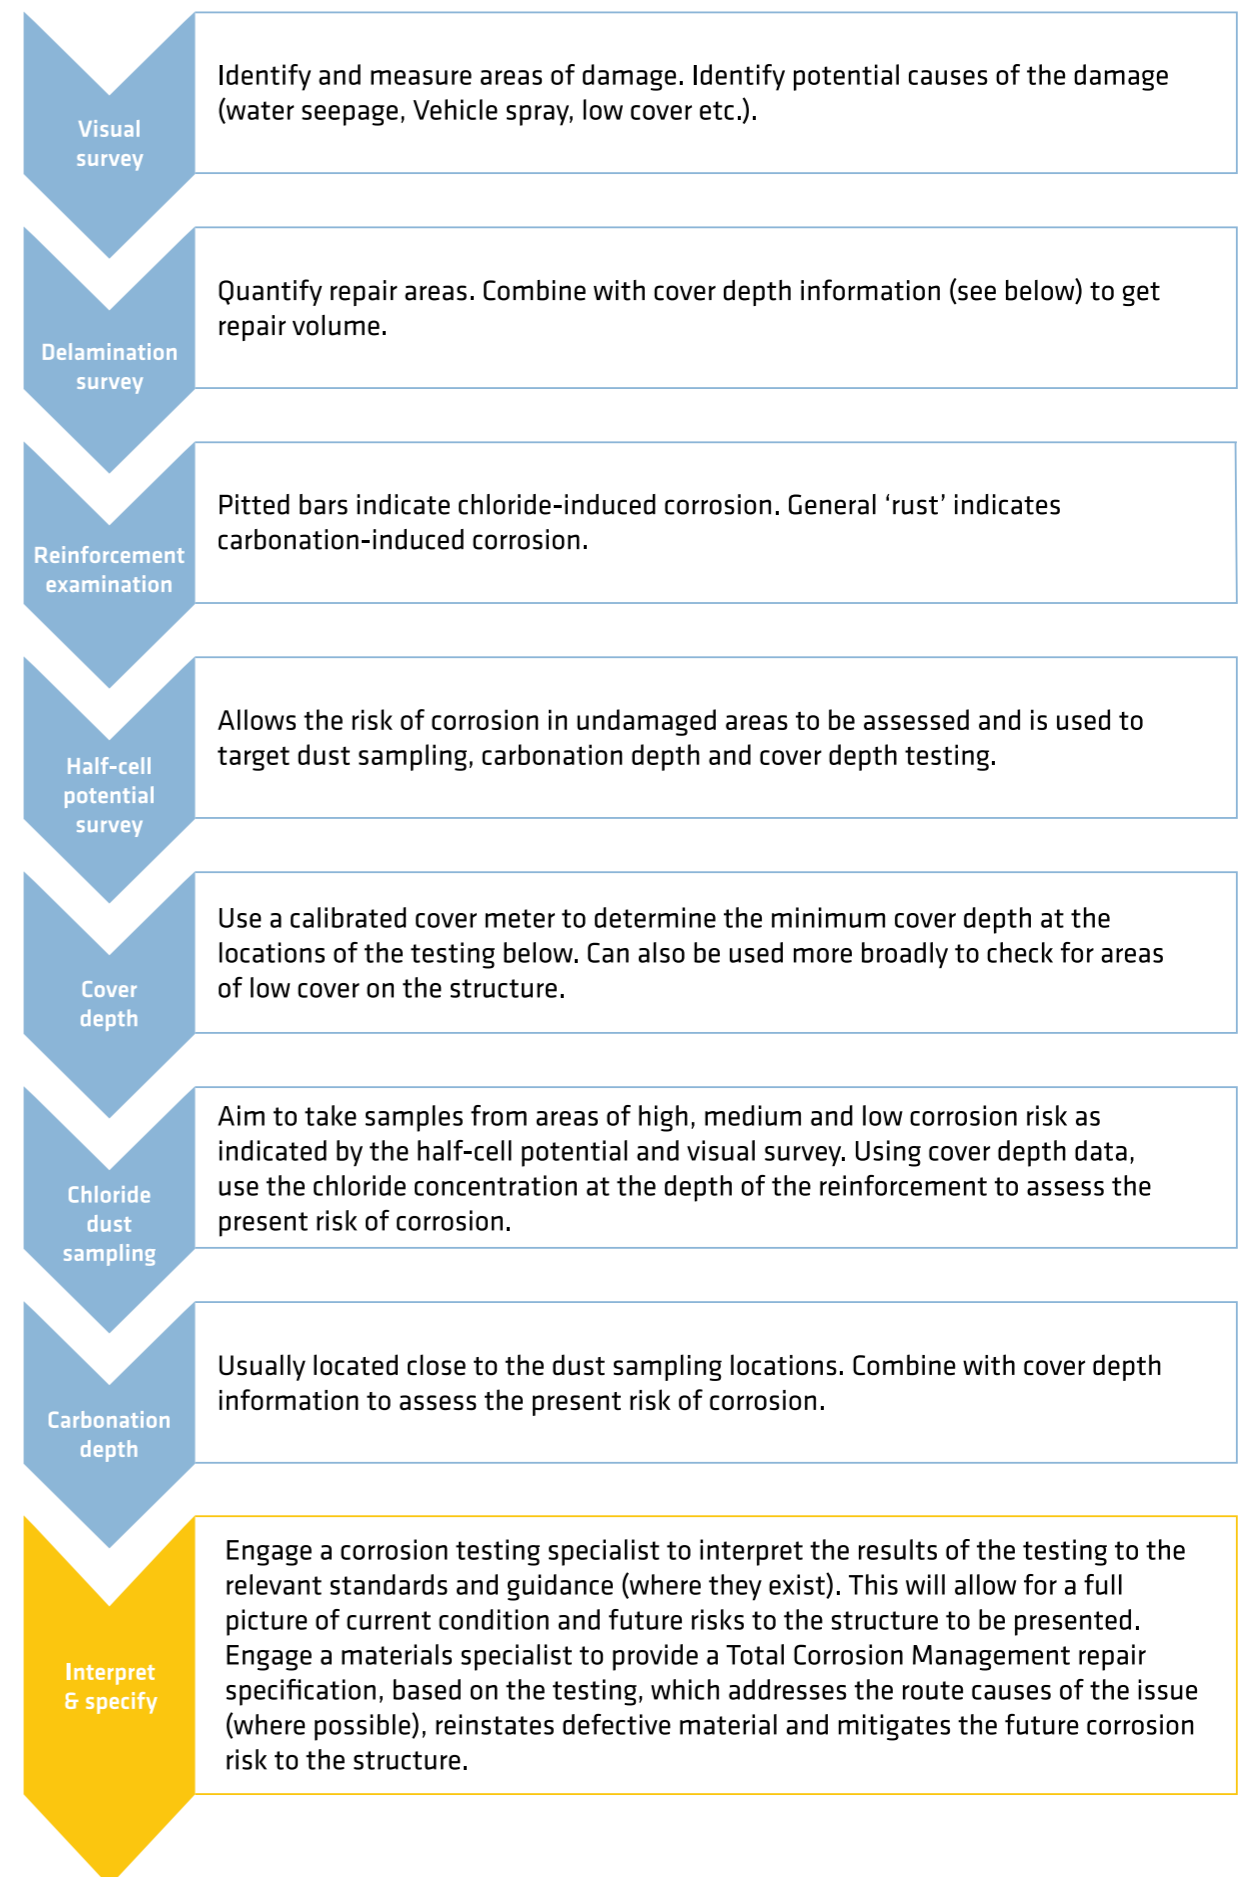 Visual
survey
Identify and measure areas of damage. Identify potential causes of the damage
(water seepage, Vehicle spray, low cover etc.).
Delamination
survey
Quantify repair areas. Combine with cover depth information (see below) to get
repair volume.
Reinforcement
examination
Pitted bars indicate chloride-induced corrosion. General ‘rust’ indicates
carbonation-induced corrosion.
Half-cell
potential
survey
Allows the risk of corrosion in undamaged areas to be assessed and is used to
target dust sampling, carbonation depth and cover depth testing.
Cover
depth
Use a calibrated cover meter to determine the minimum cover depth at the
locations of the testing below. Can also be used more broadly to check for areas
of low cover on the structure.
Chloride
dust
sampling
Aim to take samples from areas of high, medium and low corrosion risk as
indicated by the half-cell potential and visual survey. Using cover depth data,
use the chloride concentration at the depth of the reinforcement to assess the
present risk of corrosion.
Carbonation
depth
Usually located close to the dust sampling locations. Combine with cover depth
information to assess the present risk of corrosion.
Interpret
& specify
Engage a corrosion testing specialist to interpret the results of the testing to the
relevant standards and guidance (where they exist). This will allow for a full
picture of current condition and future risks to the structure to be presented.
Engage a materials specialist to provide a Total Corrosion Management repair
specification, based on the testing, which addresses the route causes of the issue
(where possible), reinstates defective material and mitigates the future corrosion
risk to the structure.